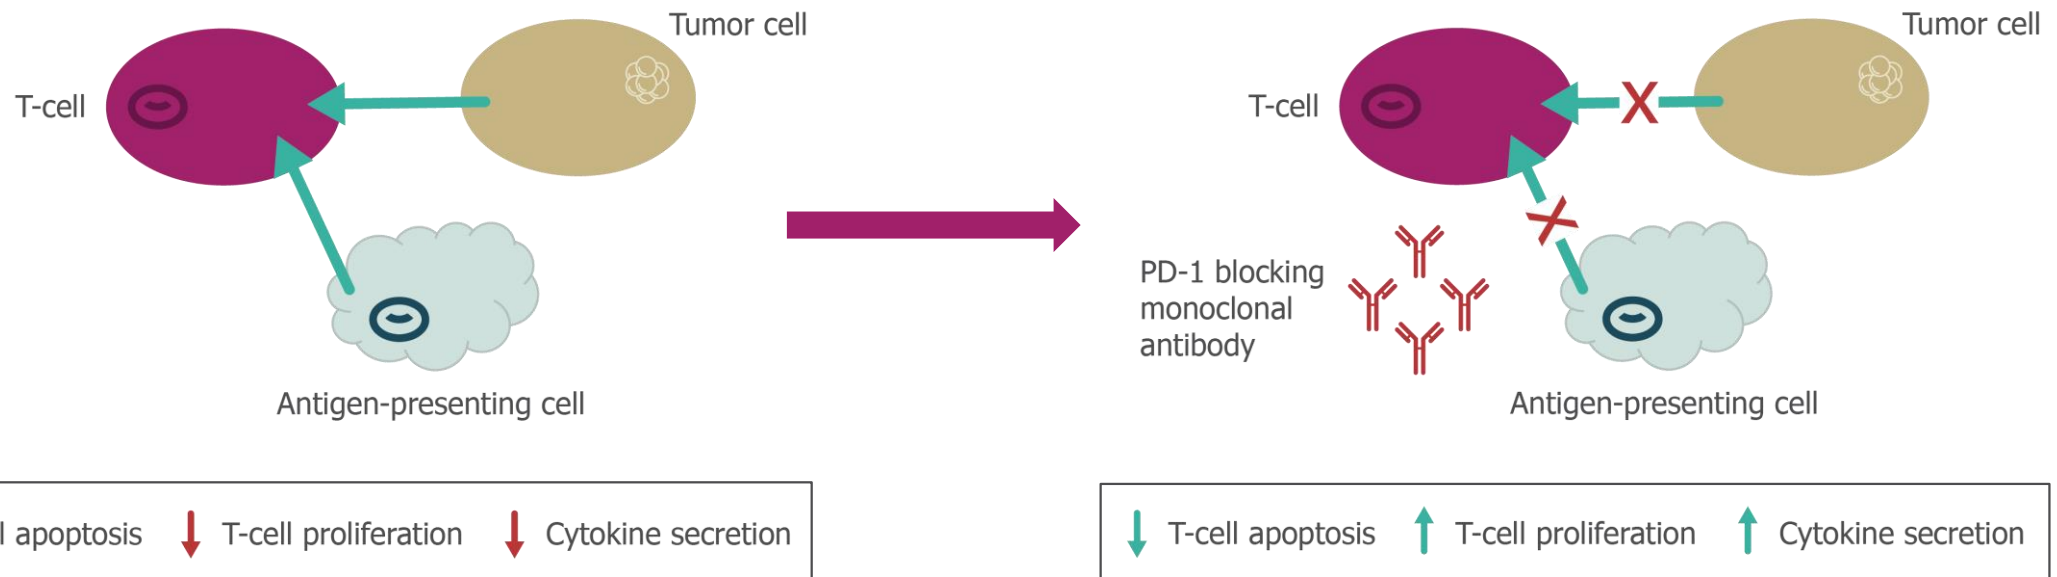 Tumor cell
T-cell
Antigen-presenting cell
apoptosis T-cell proliferation Cytokine secretion
Tumor cell
T-cell
X
X
PD-1 blocking
monoclonal
antibody
Antigen-presenting cell
T-cell apoptosis T-cell proliferation Cytokine secretion